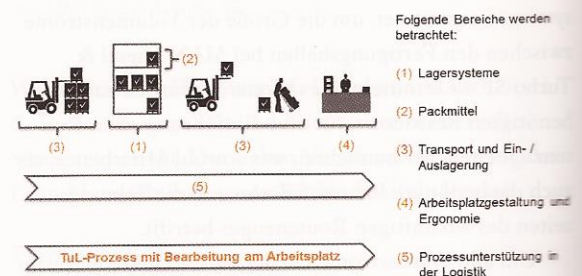 Folgende Bereiche werden
betrachtet:
(1) Lagersysteme
(2) Packmittel
(3) Transport und Ein- /
Auslagerung
(4) Arbeitsplatzgestaltung und
Ergonomie
(5) Prozessunterstützung in
der Logistik
(2)
(3) (1) (3) (4)
(5)
TuL-Prozess mit Bearbeitung am Arbeitsplatz